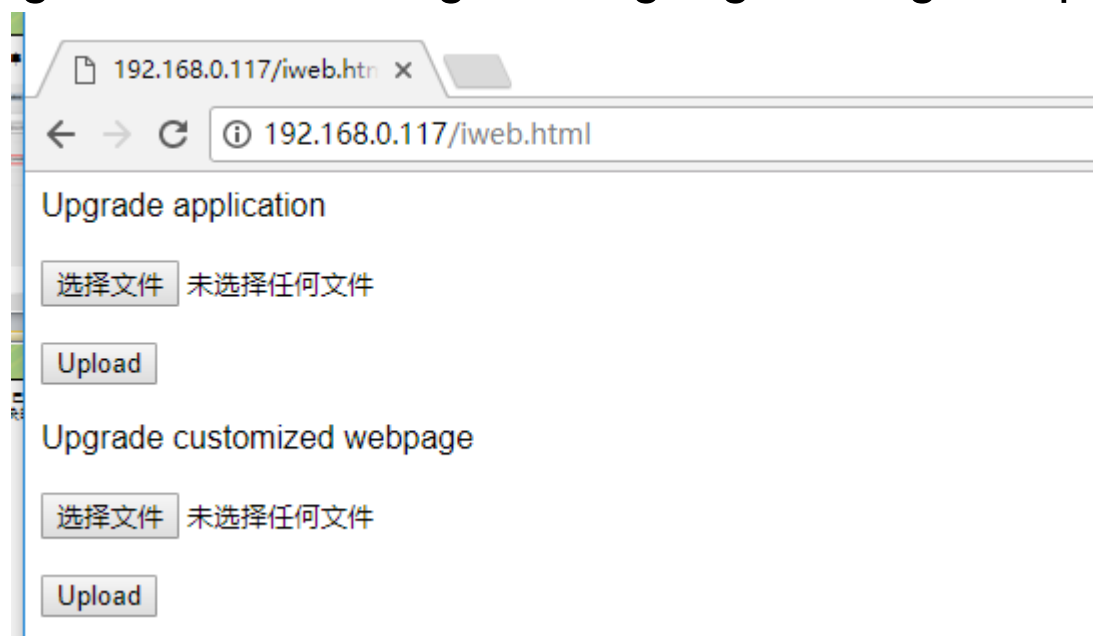 192.168.0.117/iweb.htm
192.168.0.117/iweb.html
Upgrade application
选择文件 未选择任何文件
Upload
Upgrade customized webpage
选择文件 未选择任何文件
Upload